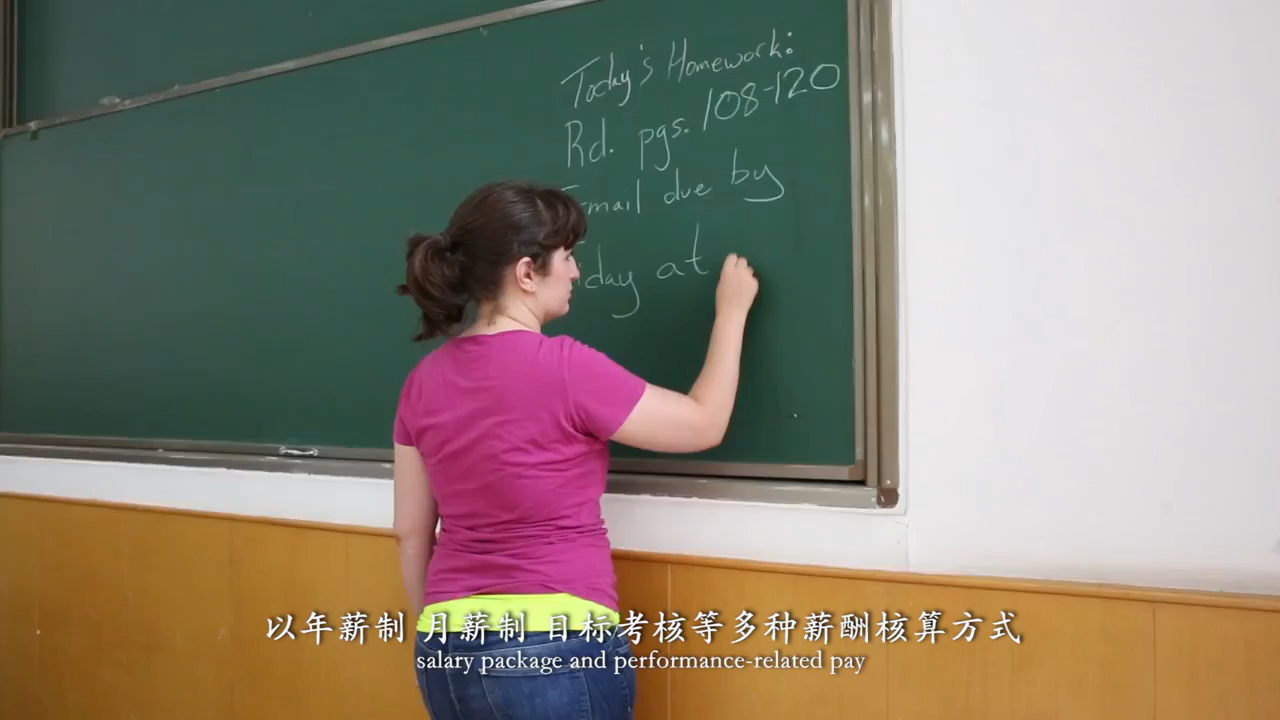 Today's Homework:
Rd. pgs. 108-120
E-mail due by
at
以年薪制 月薪制 目标考核等多种薪酬核算方式
salary package and performance-related pay